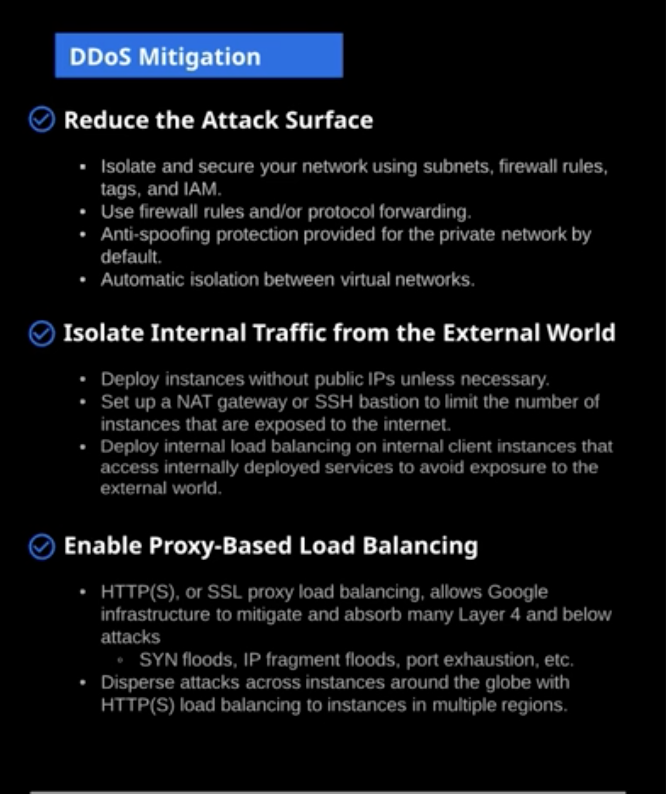 DDoS Mitigation
Reduce the Attack Surface
• Isolate and secure your network using subnets, firewall rules,
tags, and IAM.
• Use firewall rules and/or protocol forwarding.
• Anti-spoofing protection provided for the private network by
default.
• Automatic isolation between virtual networks.
Isolate Internal Traffic from the External World
• Deploy instances without public IPs unless necessary.
• Set up a NAT gateway or SSH bastion to limit the number of
instances that are exposed to the internet.
• Deploy internal load balancing on internal client instances that
access internally deployed services to avoid exposure to the
external world.
Enable Proxy-Based Load Balancing
• HTTP(S), or SSL proxy load balancing, allows Google
infrastructure to mitigate and absorb many Layer 4 and below
attacks
◦ SYN floods, IP fragment floods, port exhaustion, etc.
• Disperse attacks across instances around the globe with
HTTP(S) load balancing to instances in multiple regions.